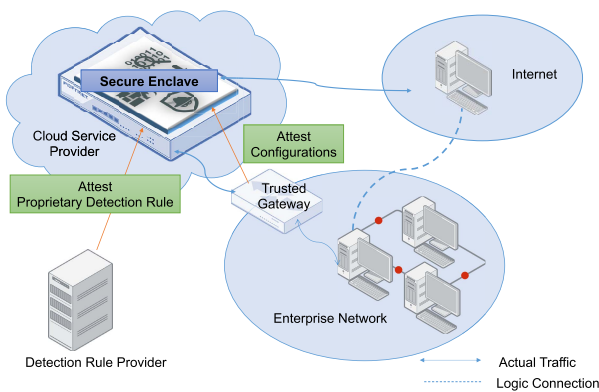 Secure Enclave
Internet
Cloud Service
Provider
Attest
Configurations
Attest
Proprietary Detection Rule
Trusted
Gateway
Enterprise Network
Detection Rule Provider
Actual Traffic
Logic Connection